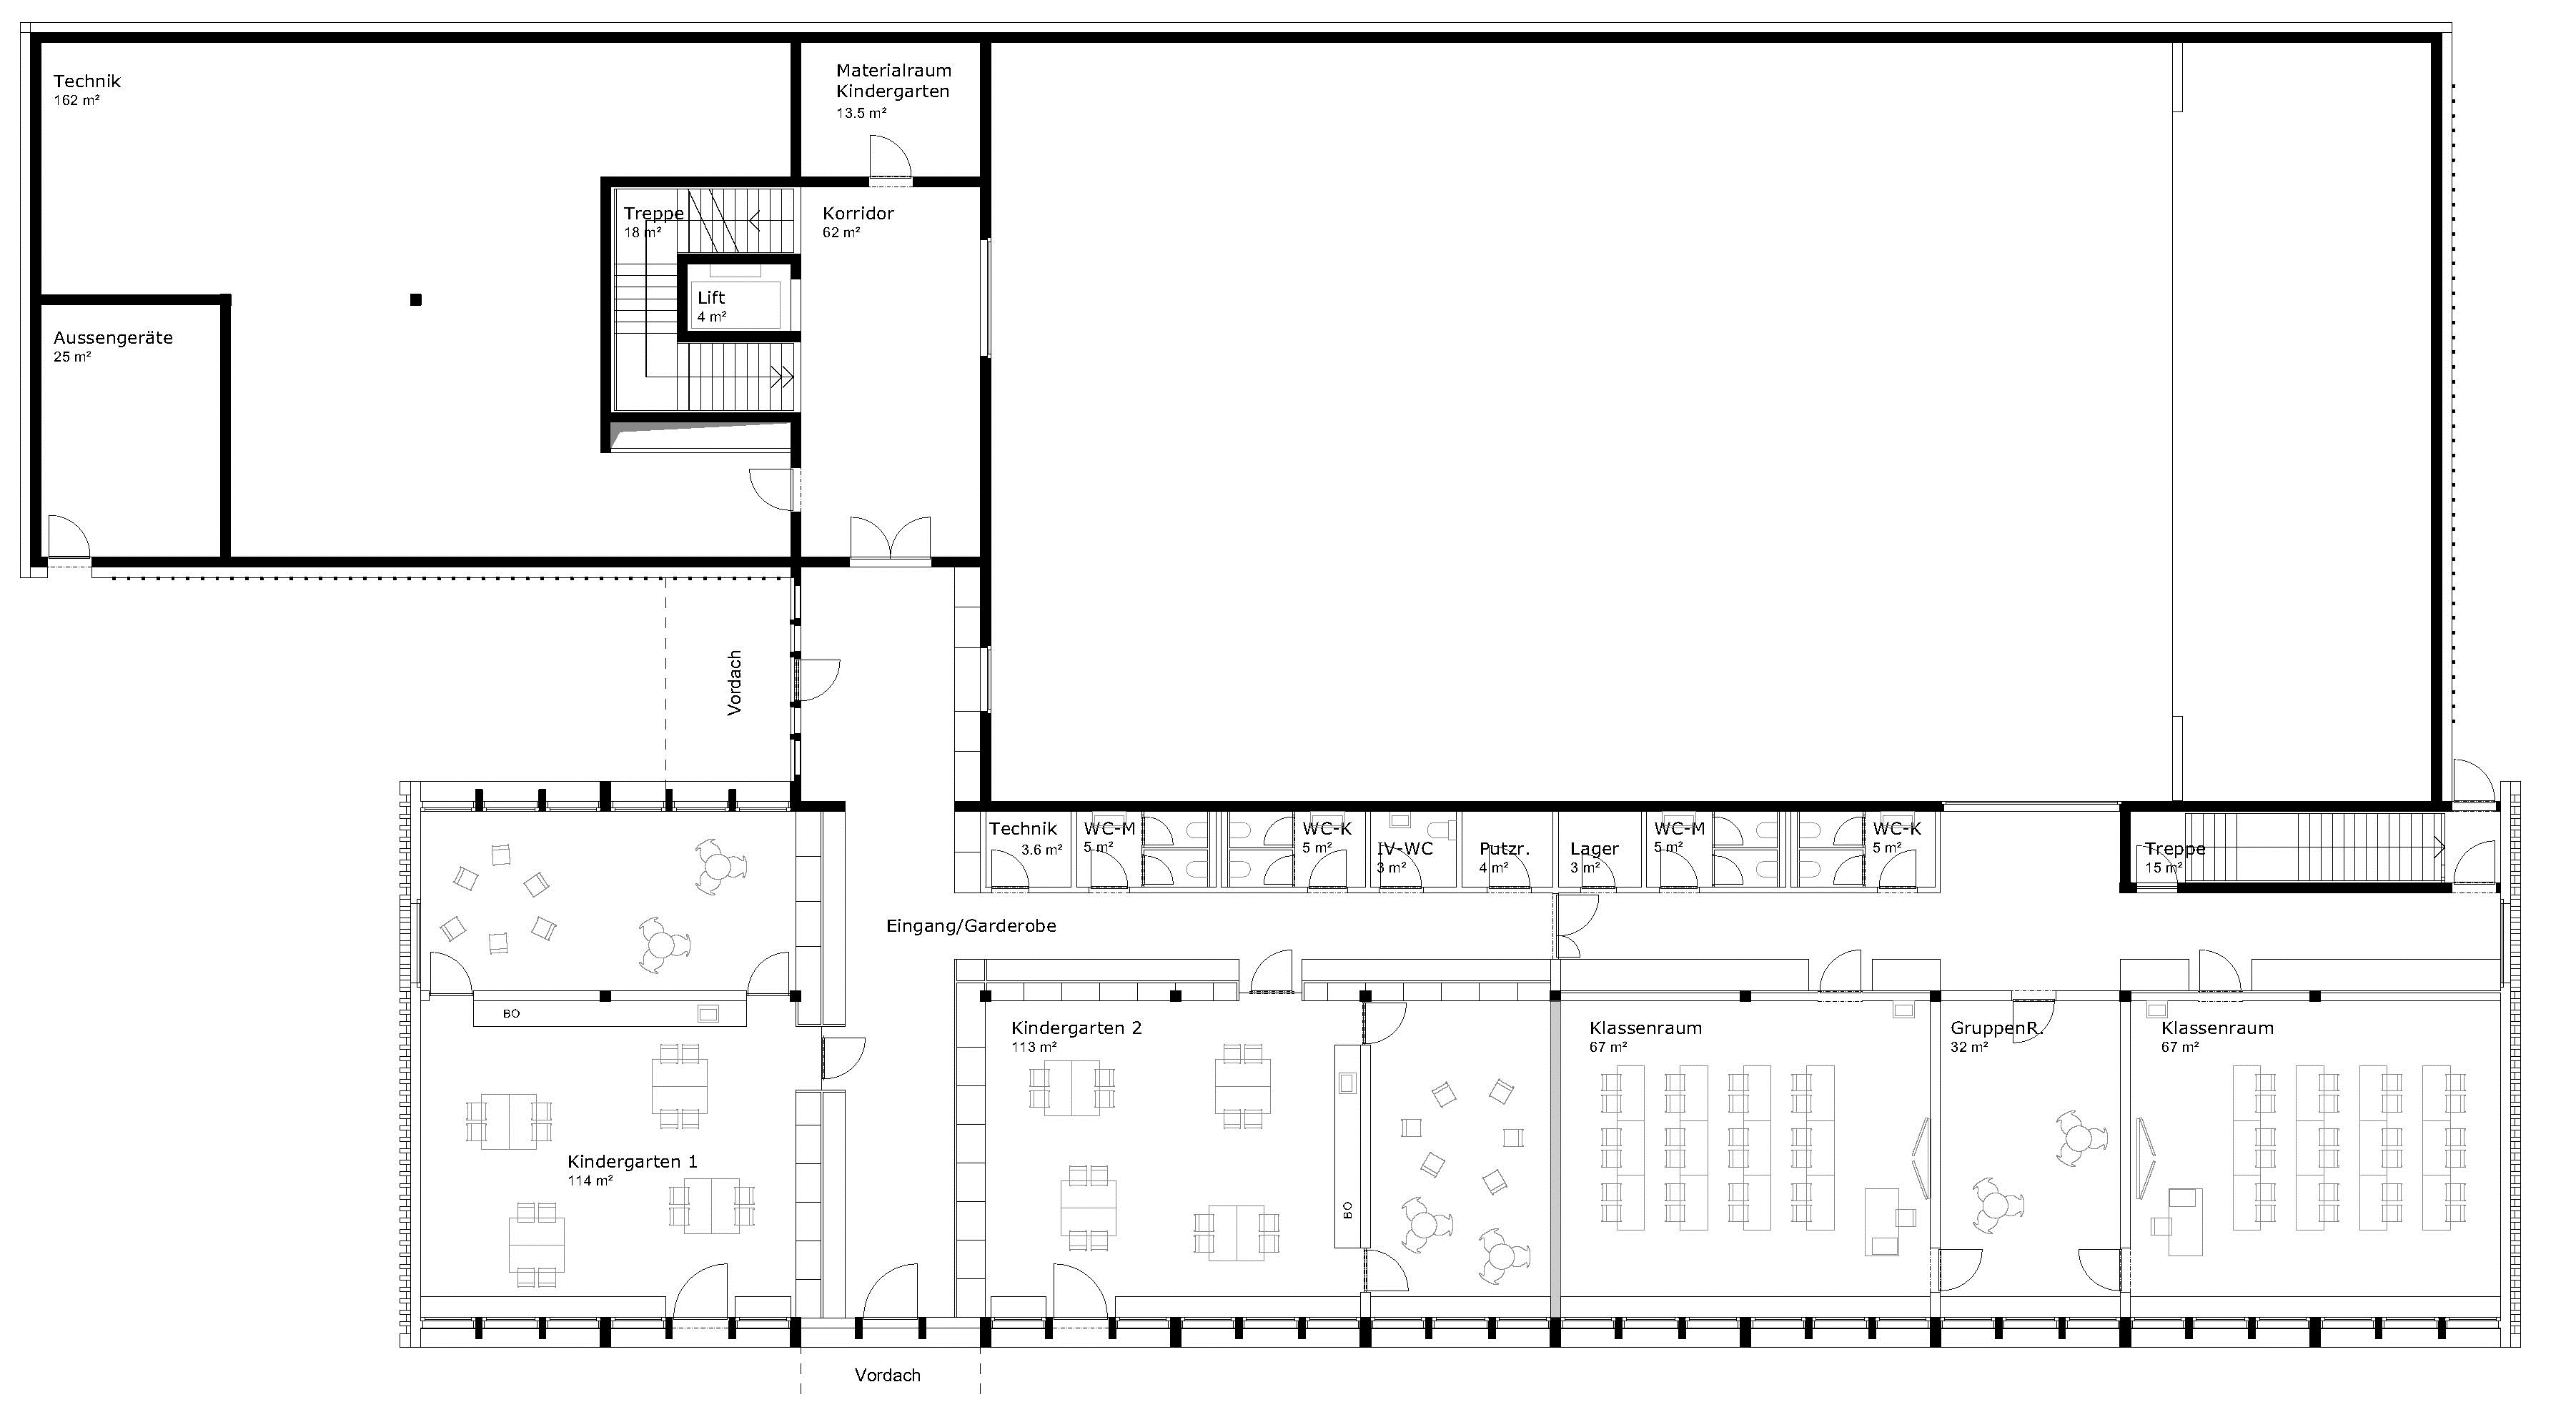 Technik
162 m²
Materialraum
Kindergarten
13.5 m²
Treppe
18 m²
Korridor
62 m²
Lift
4 m²
Aussengeräte
25 m²
Vordach
Technik
3.6 m²
WC-M
5 m²
WC-K
5 m²
IV-WC
3 m²
Putzr.
4 m²
Lager
3 m²
WC-M
5 m²
WC-K
5 m²
Treppe
15 m²
Eingang/Garderobe
BO
Kindergarten 1
114 m²
Kindergarten 2
113 m²
BO
Klassenraum
67 m²
GruppenR.
32 m²
Klassenraum
67 m²
Vordach